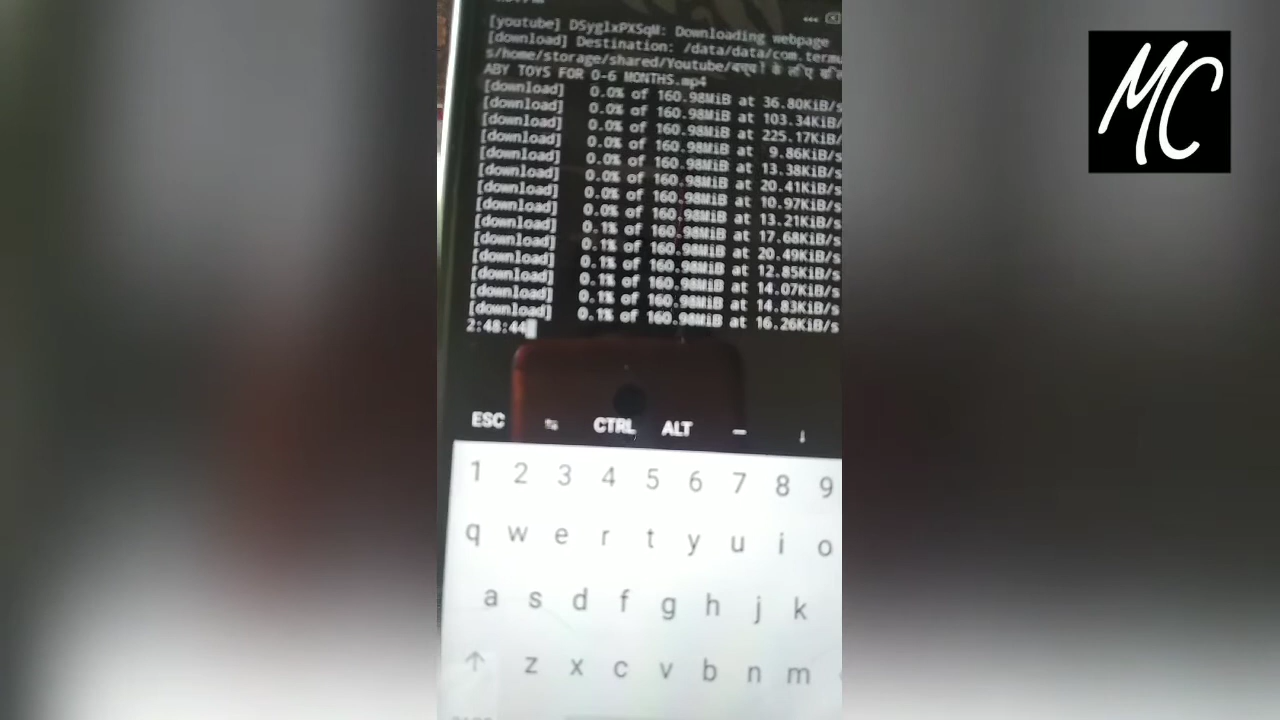 [youtube] DSyglxPXSqM: Downloading webpage
[download] Destination: /data/data/com.termu
s/home/storage/shared/Youtube/बच्चों के लिए
ABY TOYS FOR 0-6 MONTHS.mp4
[download] 0.0% of 160.98MiB at 36.80KiB/s
[download] 0.0% of 160.98MiB at 103.34KiB/
[download] 0.0% of 160.98MiB at 225.17KiB/
[download] 0.0% of 160.98MiB at 9.86KiB/s
[download] 0.0% of 160.98MiB at 13.38KiB/s
[download] 0.0% of 160.98MiB at 20.41KiB/s
[download] 0.0% of 160.98MiB at 10.97KiB/s
[download] 0.0% of 160.98MiB at 13.21KiB/s
[download] 0.1% of 160.98MiB at 17.68KiB/s
[download] 0.1% of 160.98MiB at 20.49KiB/s
[download] 0.1% of 160.98MiB at 12.85KiB/s
[download] 0.1% of 160.98MiB at 14.07KiB/s
[download] 0.1% of 160.98MiB at 14.83KiB/s
[download] 0.1% of 160.98MiB at 16.26KiB/s
2:48:44
ESC CTRL ALT — ↓
1 2 3 4 5 6 7 8 9
q w e r t y u i o
a s d f g h j k
z x c v b n m
MC